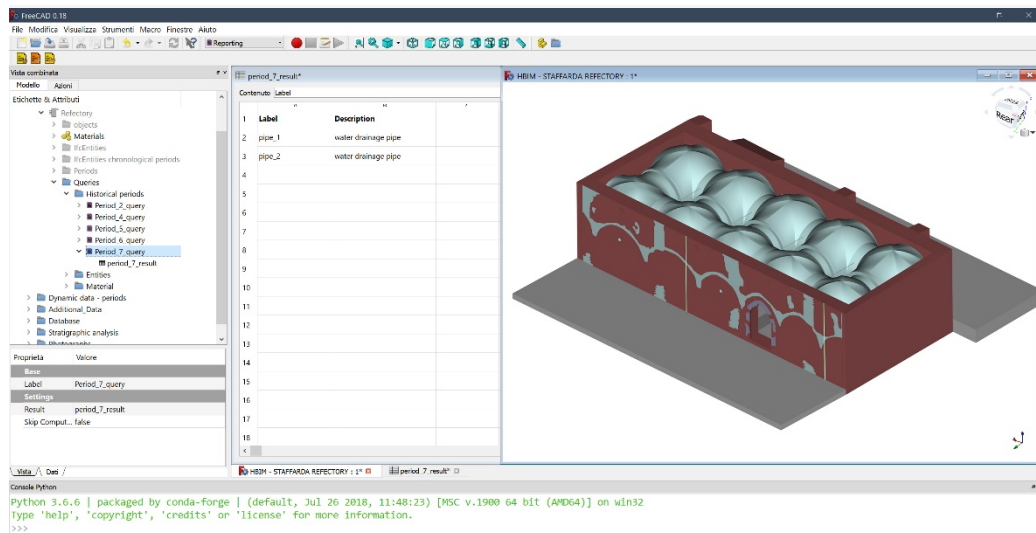 FreeCAD 0.18
File Modifica Visualizza Strumenti Macro Finestre Aiuto
Reporting
Vista combinata
Modello Azioni
Etichette & Attributi
Refectory
objects
Materials
IfcEntities
IfcEntities chronological periods
Periods
Queries
Historical periods
Period_2_query
Period_4_query
Period_5_query
Period_6_query
Period_7_query
period_7_result
Entities
Material
Dynamic data - periods
Additional_Data
Database
Stratigraphic analysis
Proprietà Valore
Base
Label Period_7_query
Settings
Result period_7_result
Skip Comput... false
Vista Dati
period_7_result*
Contenuto Label
1 Label Description
2 pipe_1 water drainage pipe
3 pipe_2 water drainage pipe
4
5
6
7
8
9
10
11
12
13
14
15
16
17
18
HBIM - STAFFARDA REFECTORY : 1*
Rear
HBIM - STAFFARDA REFECTORY : 1* period_7_result*
Console Python
Python 3.6.6 | packaged by conda-forge | (default, Jul 26 2018, 11:48:23) [MSC v.1900 64 bit (AMD64)] on win32
Type 'help', 'copyright', 'credits' or 'license' for more information.
>>>